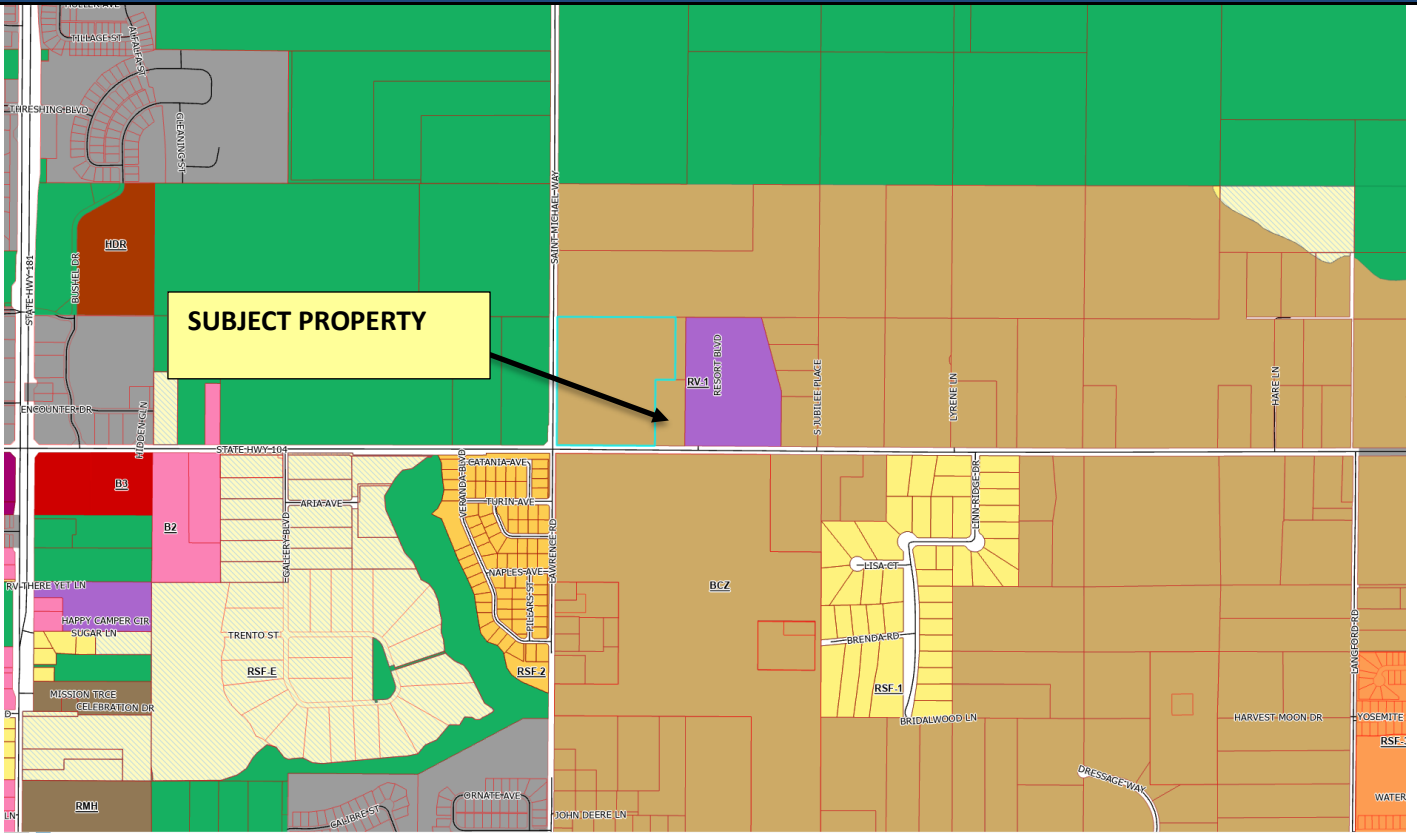 TILLAGE ST
ALFALFA ST
THRESHING BLVD
GLEANING ST
SAINT MICHAEL WAY
HDR
BUSHEL DR
STATE HWY 181
SUBJECT PROPERTY
RV-1
RESORT BLVD
S JUBILEE PLACE
LYRENE LN
HARE LN
ENCOUNTER DR
HIDDEN GLN
STATE HWY 104
B3
B2
GALLERY BLVD
ARIA AVE
VERANDA BLVD
CATANIA AVE
TURIN AVE
NAPLES AVE
PILLARS ST
LAWRENCE RD
LINN RIDGE DR
LISA CT
BCZ
RV THERE YET LN
HAPPY CAMPER CIR
SUGAR LN
TRENTO ST
BRENDA RD
LANGFORD RD
RSF-E
RSF-2
RSF-1
MISSION TRCE
CELEBRATION DR
BRIDALWOOD LN
HARVEST MOON DR
YOSEMITE
RSF-3
DRESSAGE WAY
WATER
RMH
CALIBRE ST
ORNATE AVE
JOHN DEERE LN
LN